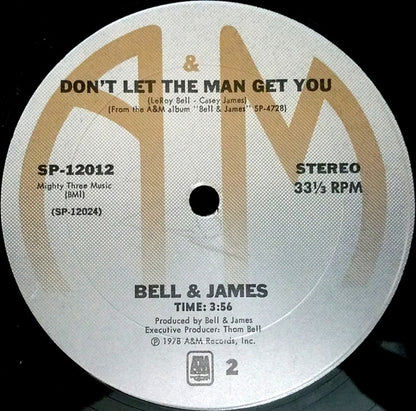 &
DON'T LET THE MAN GET YOU
(LeRoy Bell - Casey James)
(From the A&M album "Bell & James" SP-4728)
SP-12012
STEREO
Mighty Three Music
(BMI)
33⅓ RPM
(SP-12024)
BELL & JAMES
TIME: 3:56
Produced by Bell & James
Executive Producer: Thom Bell
℗ 1978 A&M Records, Inc.
A&M
2